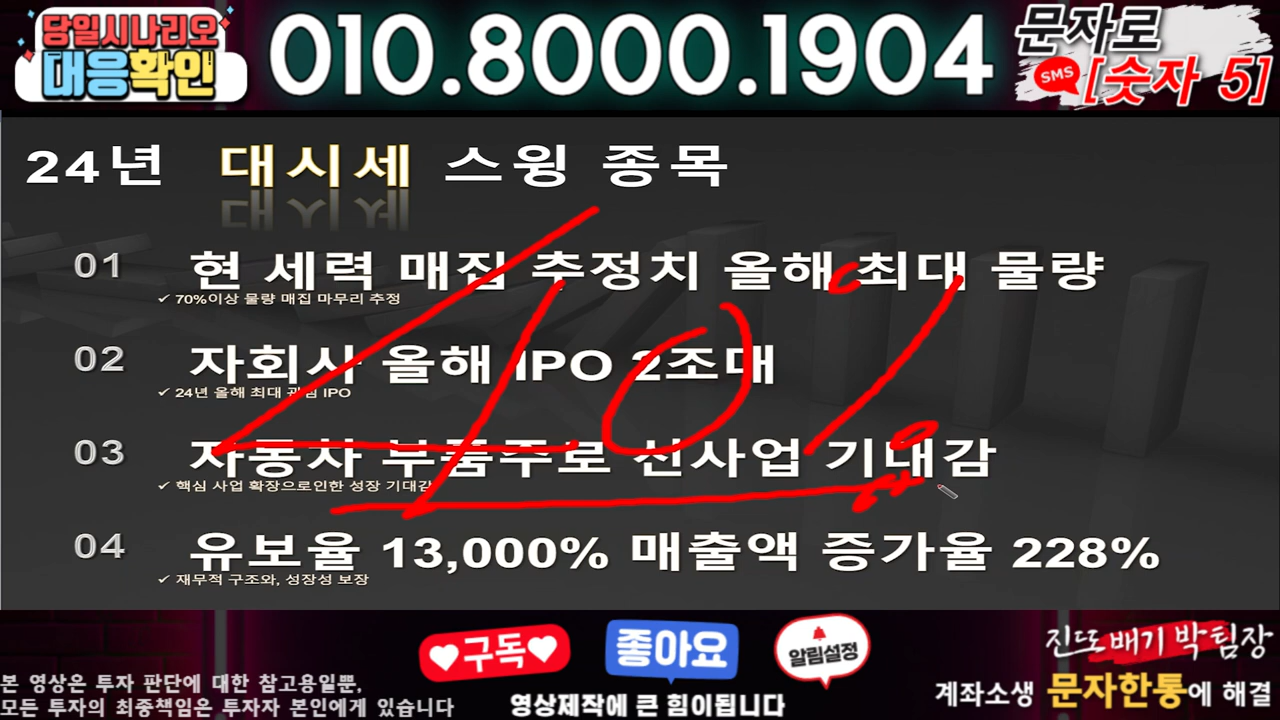 당일시나리오
대응확인
010.8000.1904
문자로
SMS [숫자 5]
24년 대시세 스윙 종목
01 현 세력 매집 추정치 올해 최대 물량
✓ 70%이상 물량 매집 마무리 추정
02 자회사 올해 IPO 2조대
✓ 24년 올해 최대 관심 IPO
03 자동차 부품주로 신사업 기대감
✓ 핵심 사업 확장으로인한 성장 기대감
04 유보율 13,000% 매출액 증가율 228%
✓ 재무적 구조와, 성장성 보장
40%
구독
좋아요
알림설정
영상제작에 큰 힘이됩니다
본 영상은 투자 판단에 대한 참고용일뿐,
모든 투자의 최종책임은 투자자 본인에게 있습니다
진또배기 박팀장
계좌소생 문자한통에 해결